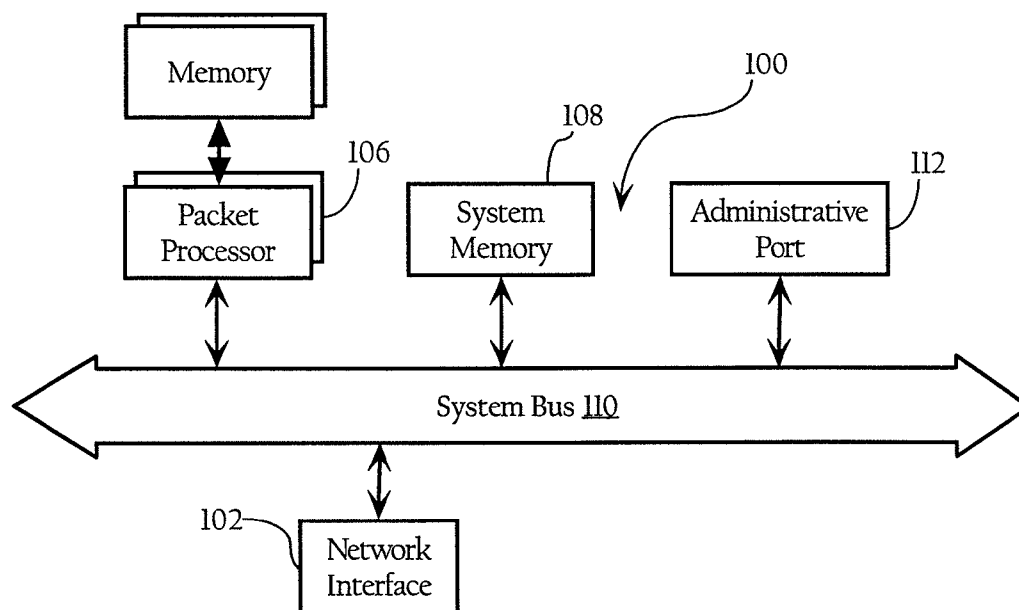 Memory
100
108
106
112
Packet
Processor
System
Memory
Administrative
Port
System Bus 110
102
Network
Interface